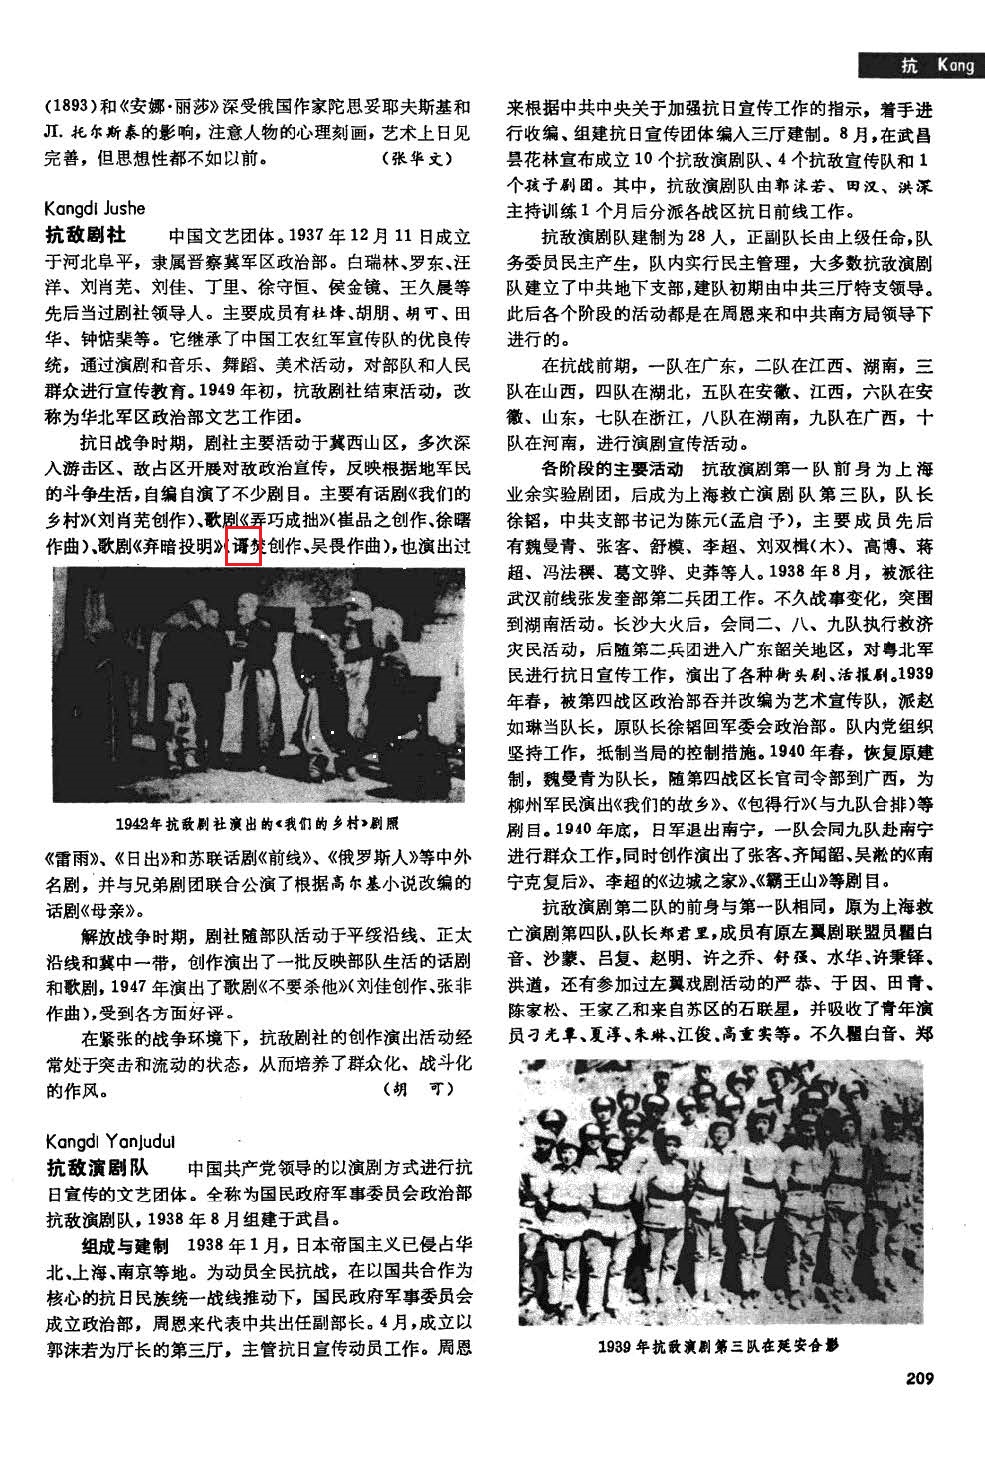 抗 Kang
(1893)和《安娜·丽莎》深受俄国作家陀思妥耶夫斯基和
Л.托尔斯泰的影响，注意人物的心理刻画，艺术上日见
完善，但思想性都不如以前。 （张华文）
Kangdi Jushe
抗敌剧社 中国文艺团体。1937年12月11日成立
于河北阜平，隶属晋察冀军区政治部。白瑞林、罗东、汪
洋、刘肖芜、刘佳、丁里、徐守恒、侯金镜、王久晨等
先后当过剧社领导人。主要成员有杜烽、胡朋、胡可、田
华、钟惦棐等。它继承了中国工农红军宣传队的优良传
统，通过演剧和音乐、舞蹈、美术活动，对部队和人民
群众进行宣传教育。1949年初，抗敌剧社结束活动，改
称为华北军区政治部文艺工作团。
抗日战争时期，剧社主要活动于冀西山区，多次深
入游击区、敌占区开展对敌政治宣传，反映根据地军民
的斗争生活，自编自演了不少剧目。主要有话剧《我们的
乡村》（刘肖芜创作）、歌剧《弄巧成拙》（崔品之创作、徐曙
作曲）、歌剧《弃暗投明》（创作、吴畏作曲），也演出过
1942年抗敌剧社演出的《我们的乡村》剧照
《雷雨》、《日出》和苏联话剧《前线》、《俄罗斯人》等中外
名剧，并与兄弟剧团联合公演了根据高尔基小说改编的
话剧《母亲》。
解放战争时期，剧社随部队活动于平绥沿线、正太
沿线和冀中一带，创作演出了一批反映部队生活的话剧
和歌剧，1947年演出了歌剧《不要杀他》（刘佳创作、张非
作曲），受到各方面好评。
在紧张的战争环境下，抗敌剧社的创作演出活动经
常处于突击和流动的状态，从而培养了群众化、战斗化
的作风。 （胡 可）
Kangdi Yanjudui
抗敌演剧队 中国共产党领导的以演剧方式进行抗
日宣传的文艺团体。全称为国民政府军事委员会政治部
抗敌演剧队，1938年8月组建于武昌。
组成与建制 1938年1月，日本帝国主义已侵占华
北、上海、南京等地。为动员全民抗战，在以国共合作为
核心的抗日民族统一战线推动下，国民政府军事委员会
成立政治部，周恩来代表中共出任副部长。4月，成立以
郭沫若为厅长的第三厅，主管抗日宣传动员工作。周恩
来根据中共中央关于加强抗日宣传工作的指示，着手进
行收编、组建抗日宣传团体编入三厅建制。8月，在武昌
昙花林宣布成立10个抗敌演剧队、4个抗敌宣传队和1
个孩子剧团。其中，抗敌演剧队由郭沫若、田汉、洪深
主持训练1个月后分派各战区抗日前线工作。
抗敌演剧队建制为28人，正副队长由上级任命，队
务委员民主产生，队内实行民主管理，大多数抗敌演剧
队建立了中共地下支部，建队初期由中共三厅特支领导。
此后各个阶段的活动都是在周恩来和中共南方局领导下
进行的。
在抗战前期，一队在广东，二队在江西、湖南，三
队在山西，四队在湖北，五队在安徽、江西，六队在安
徽、山东，七队在浙江，八队在湖南，九队在广西，十
队在河南，进行演剧宣传活动。
各阶段的主要活动 抗敌演剧第一队前身为上海
业余实验剧团，后成为上海救亡演剧队第三队，队长
徐韬，中共支部书记为陈元（孟启予），主要成员先后
有魏曼青、张客、舒模、李超、刘双楫（木）、高博、蒋
超、冯法禩、葛文骅、史莽等人。1938年8月，被派往
武汉前线张发奎部第二兵团工作。不久战事变化，突围
到湖南活动。长沙大火后，会同二、八、九队执行救济
灾民活动，后随第二兵团进入广东韶关地区，对粤北军
民进行抗日宣传工作，演出了各种街头剧、活报剧。1939
年春，被第四战区政治部吞并改编为艺术宣传队，派赵
如琳当队长，原队长徐韬回军委会政治部。队内党组织
坚持工作，抵制当局的控制措施。1940年春，恢复原建
制，魏曼青为队长，随第四战区长官司令部到广西，为
柳州军民演出《我们的故乡》、《包得行》（与九队合排）等
剧目。1940年底，日军退出南宁，一队会同九队赴南宁
进行群众工作，同时创作演出了张客、齐闻韶、吴淞的《南
宁克复后》、李超的《边城之家》、《霸王山》等剧目。
抗敌演剧第二队的前身与第一队相同，原为上海救
亡演剧第四队，队长郑君里，成员有原左翼剧联盟员瞿白
音、沙蒙、吕复、赵明、许之乔、舒强、水华、许秉铎、
洪遒，还有参加过左翼戏剧活动的严恭、于因、田青、
陈家松、王家乙和来自苏区的石联星，并吸收了青年演
员刁光覃、夏淳、朱琳、江俊、高重实等。不久瞿白音、郑
1939年抗敌演剧第三队在延安合影
209